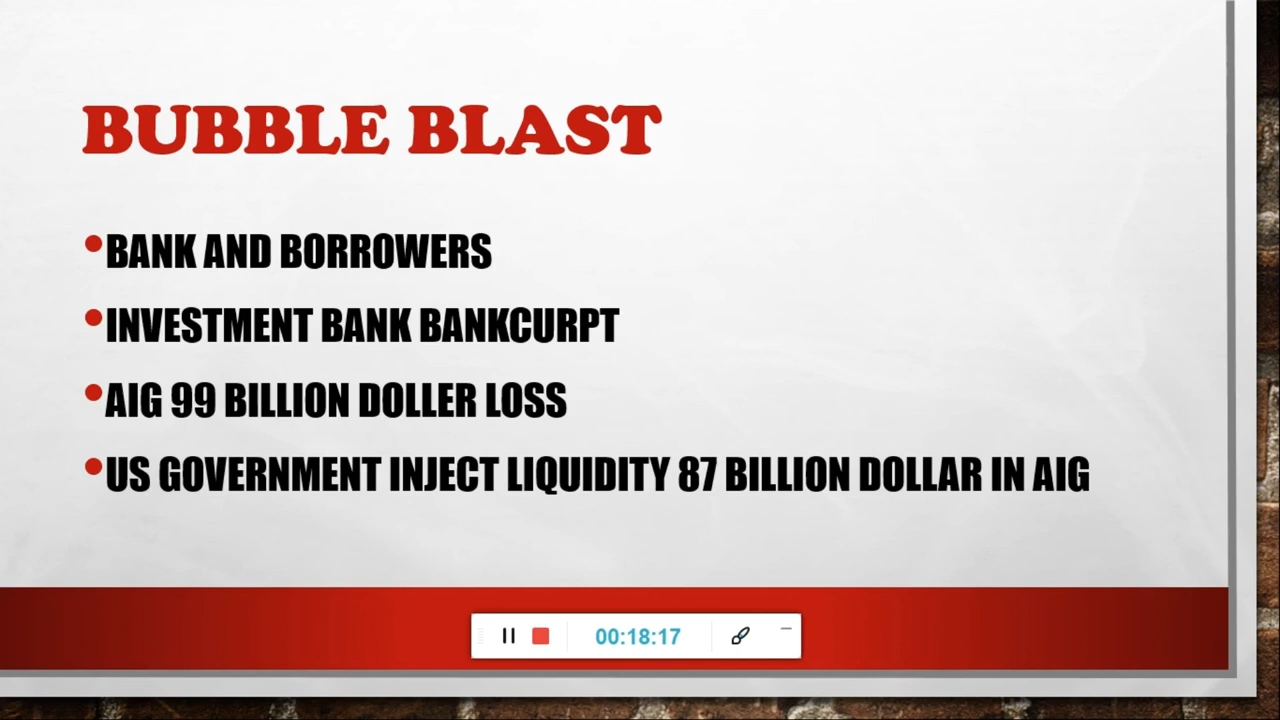 BUBBLE BLAST
•BANK AND BORROWERS
•INVESTMENT BANK BANKCURPT
•AIG 99 BILLION DOLLER LOSS
•US GOVERNMENT INJECT LIQUIDITY 87 BILLION DOLLAR IN AIG
00:18:17